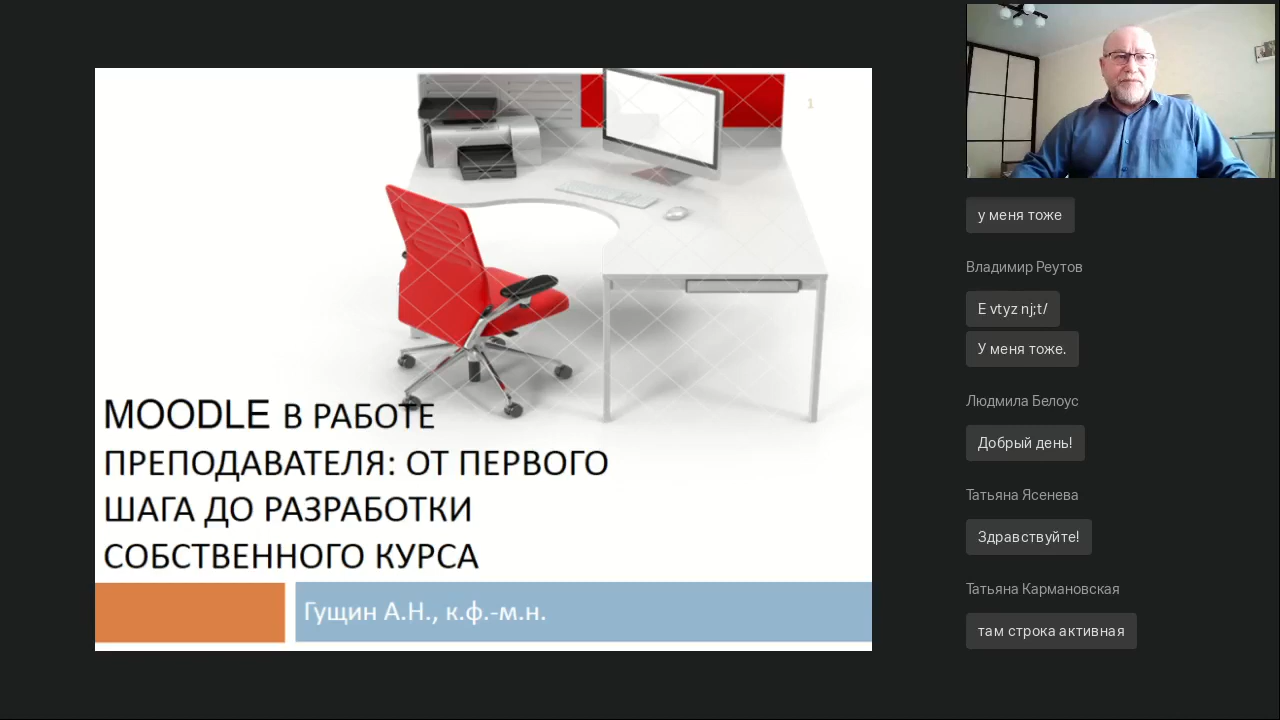 1
MOODLE В РАБОТЕ
ПРЕПОДАВАТЕЛЯ: ОТ ПЕРВОГО
ШАГА ДО РАЗРАБОТКИ
СОБСТВЕННОГО КУРСА
Гущин А.Н., к.ф.-м.н.
у меня тоже
Владимир Реутов
E vtyz nj;t/
У меня тоже.
Людмила Белоус
Добрый день!
Татьяна Ясенева
Здравствуйте!
Татьяна Кармановская
там строка активная